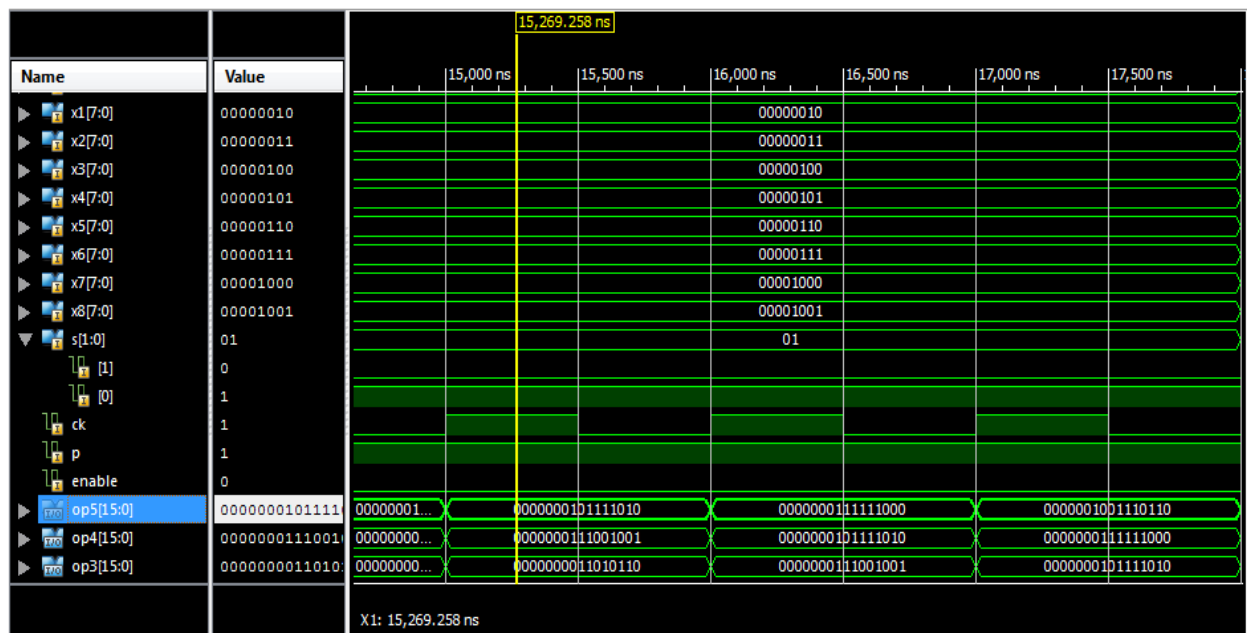 15,269.258 ns
Name Value 15,000 ns 15,500 ns 16,000 ns 16,500 ns 17,000 ns 17,500 ns
x1[7:0] 00000010 00000010
x2[7:0] 00000011 00000011
x3[7:0] 00000100 00000100
x4[7:0] 00000101 00000101
x5[7:0] 00000110 00000110
x6[7:0] 00000111 00000111
x7[7:0] 00001000 00001000
x8[7:0] 00001001 00001001
s[1:0] 01 01
[1] 0
[0] 1
ck 1
p 1
enable 0
op5[15:0] 0000000101111 00000001... 0000000101111010 0000000111111000 0000001001110110
op4[15:0] 0000000111001 00000000... 0000000111001001 0000000101111010 0000000111111000
op3[15:0] 0000000011010 00000000... 0000000011010110 0000000111001001 0000000101111010
X1: 15,269.258 ns